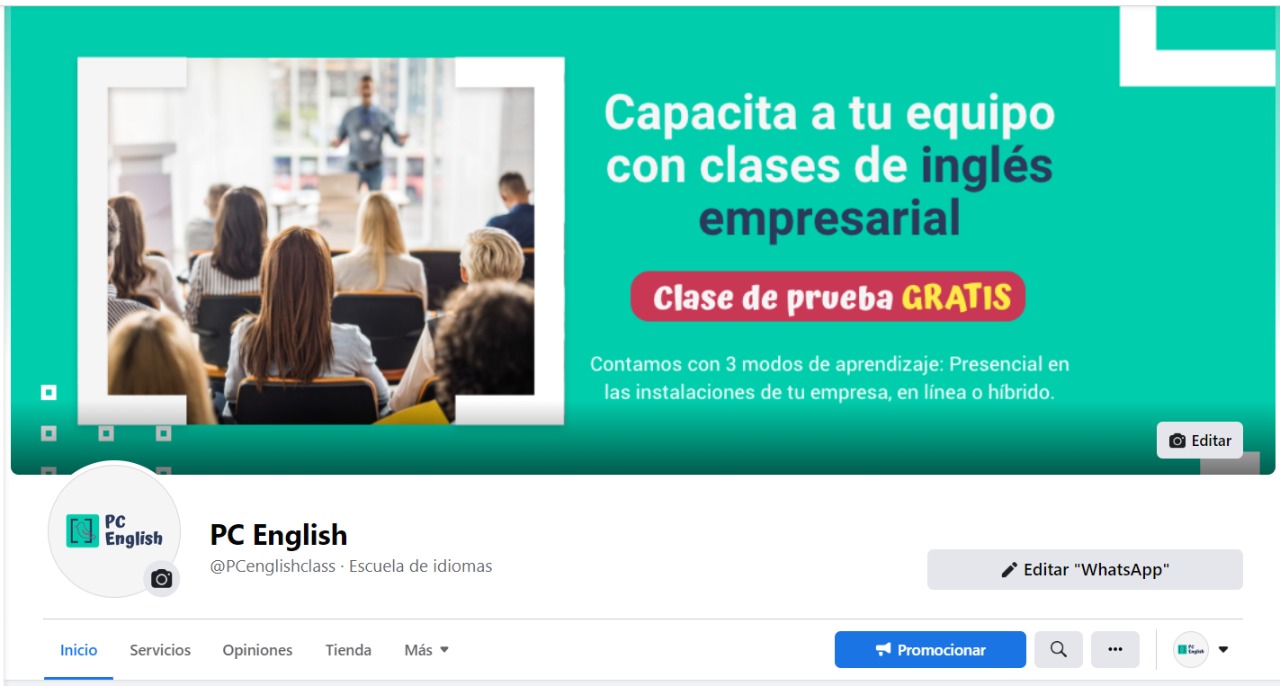 Capacita a tu equipo
con clases de inglés
empresarial
Clase de prueba GRATIS
Contamos con 3 modos de aprendizaje: Presencial en
las instalaciones de tu empresa, en línea o híbrido.
Editar
PC
English
PC English
@PCenglishclass · Escuela de idiomas
Editar "WhatsApp"
Inicio Servicios Opiniones Tienda Más
Promocionar
PC
English